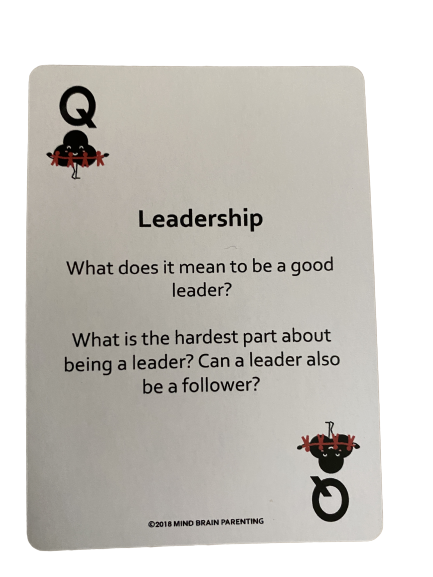 Q
Leadership
What does it mean to be a good
leader?
What is the hardest part about
being a leader? Can a leader also
be a follower?
Q
©2018 MIND BRAIN PARENTING